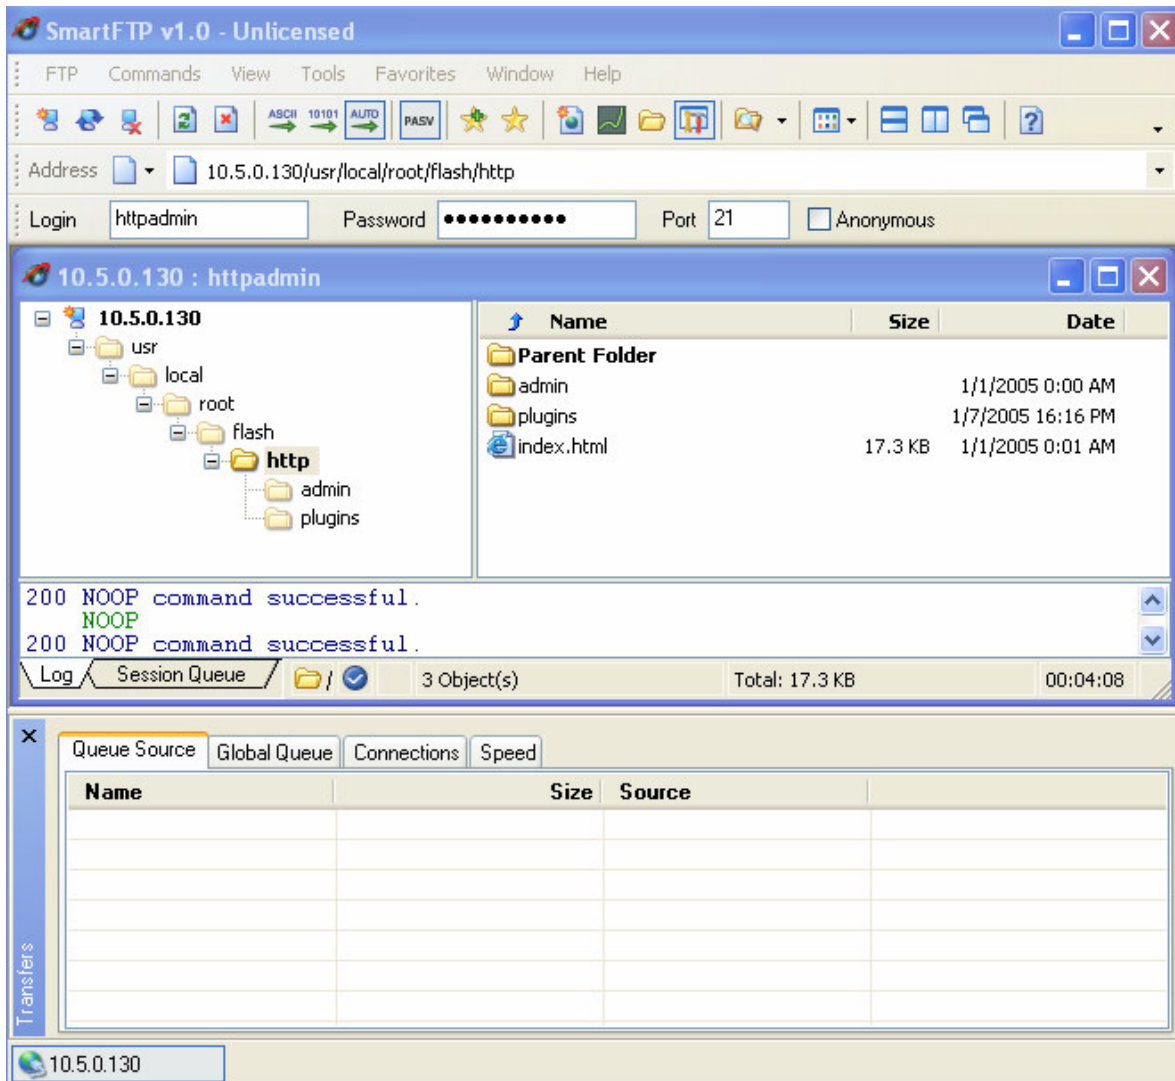 SmartFTP v1.0 - Unlicensed
FTP Commands View Tools Favorites Window Help
ASCII 10101 AUTO PASV
Address 10.5.0.130/usr/local/root/flash/http
Login httpadmin Password ●●●●●●●●●● Port 21 Anonymous
10.5.0.130 : httpadmin
10.5.0.130
usr
local
root
flash
http
admin
plugins
Name Size Date
Parent Folder
admin 1/1/2005 0:00 AM
plugins 1/7/2005 16:16 PM
index.html 17.3 KB 1/1/2005 0:01 AM
200 NOOP command successful.
NOOP
200 NOOP command successful.
Log Session Queue / 3 Object(s) Total: 17.3 KB 00:04:08
Queue Source Global Queue Connections Speed
Name Size Source
Transfers
10.5.0.130